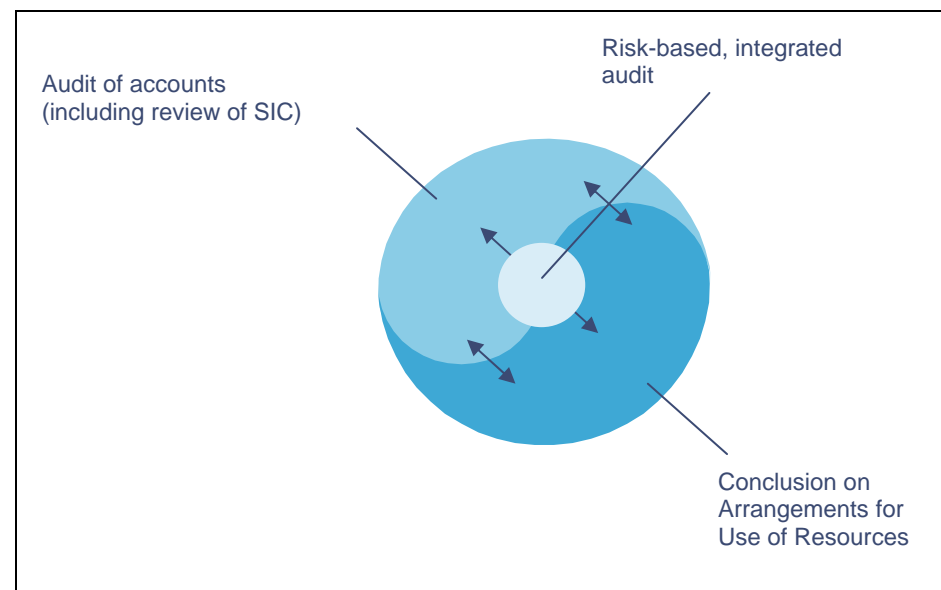 Risk-based, integrated
audit
Audit of accounts
(including review of SIC)
Conclusion on
Arrangements for
Use of Resources